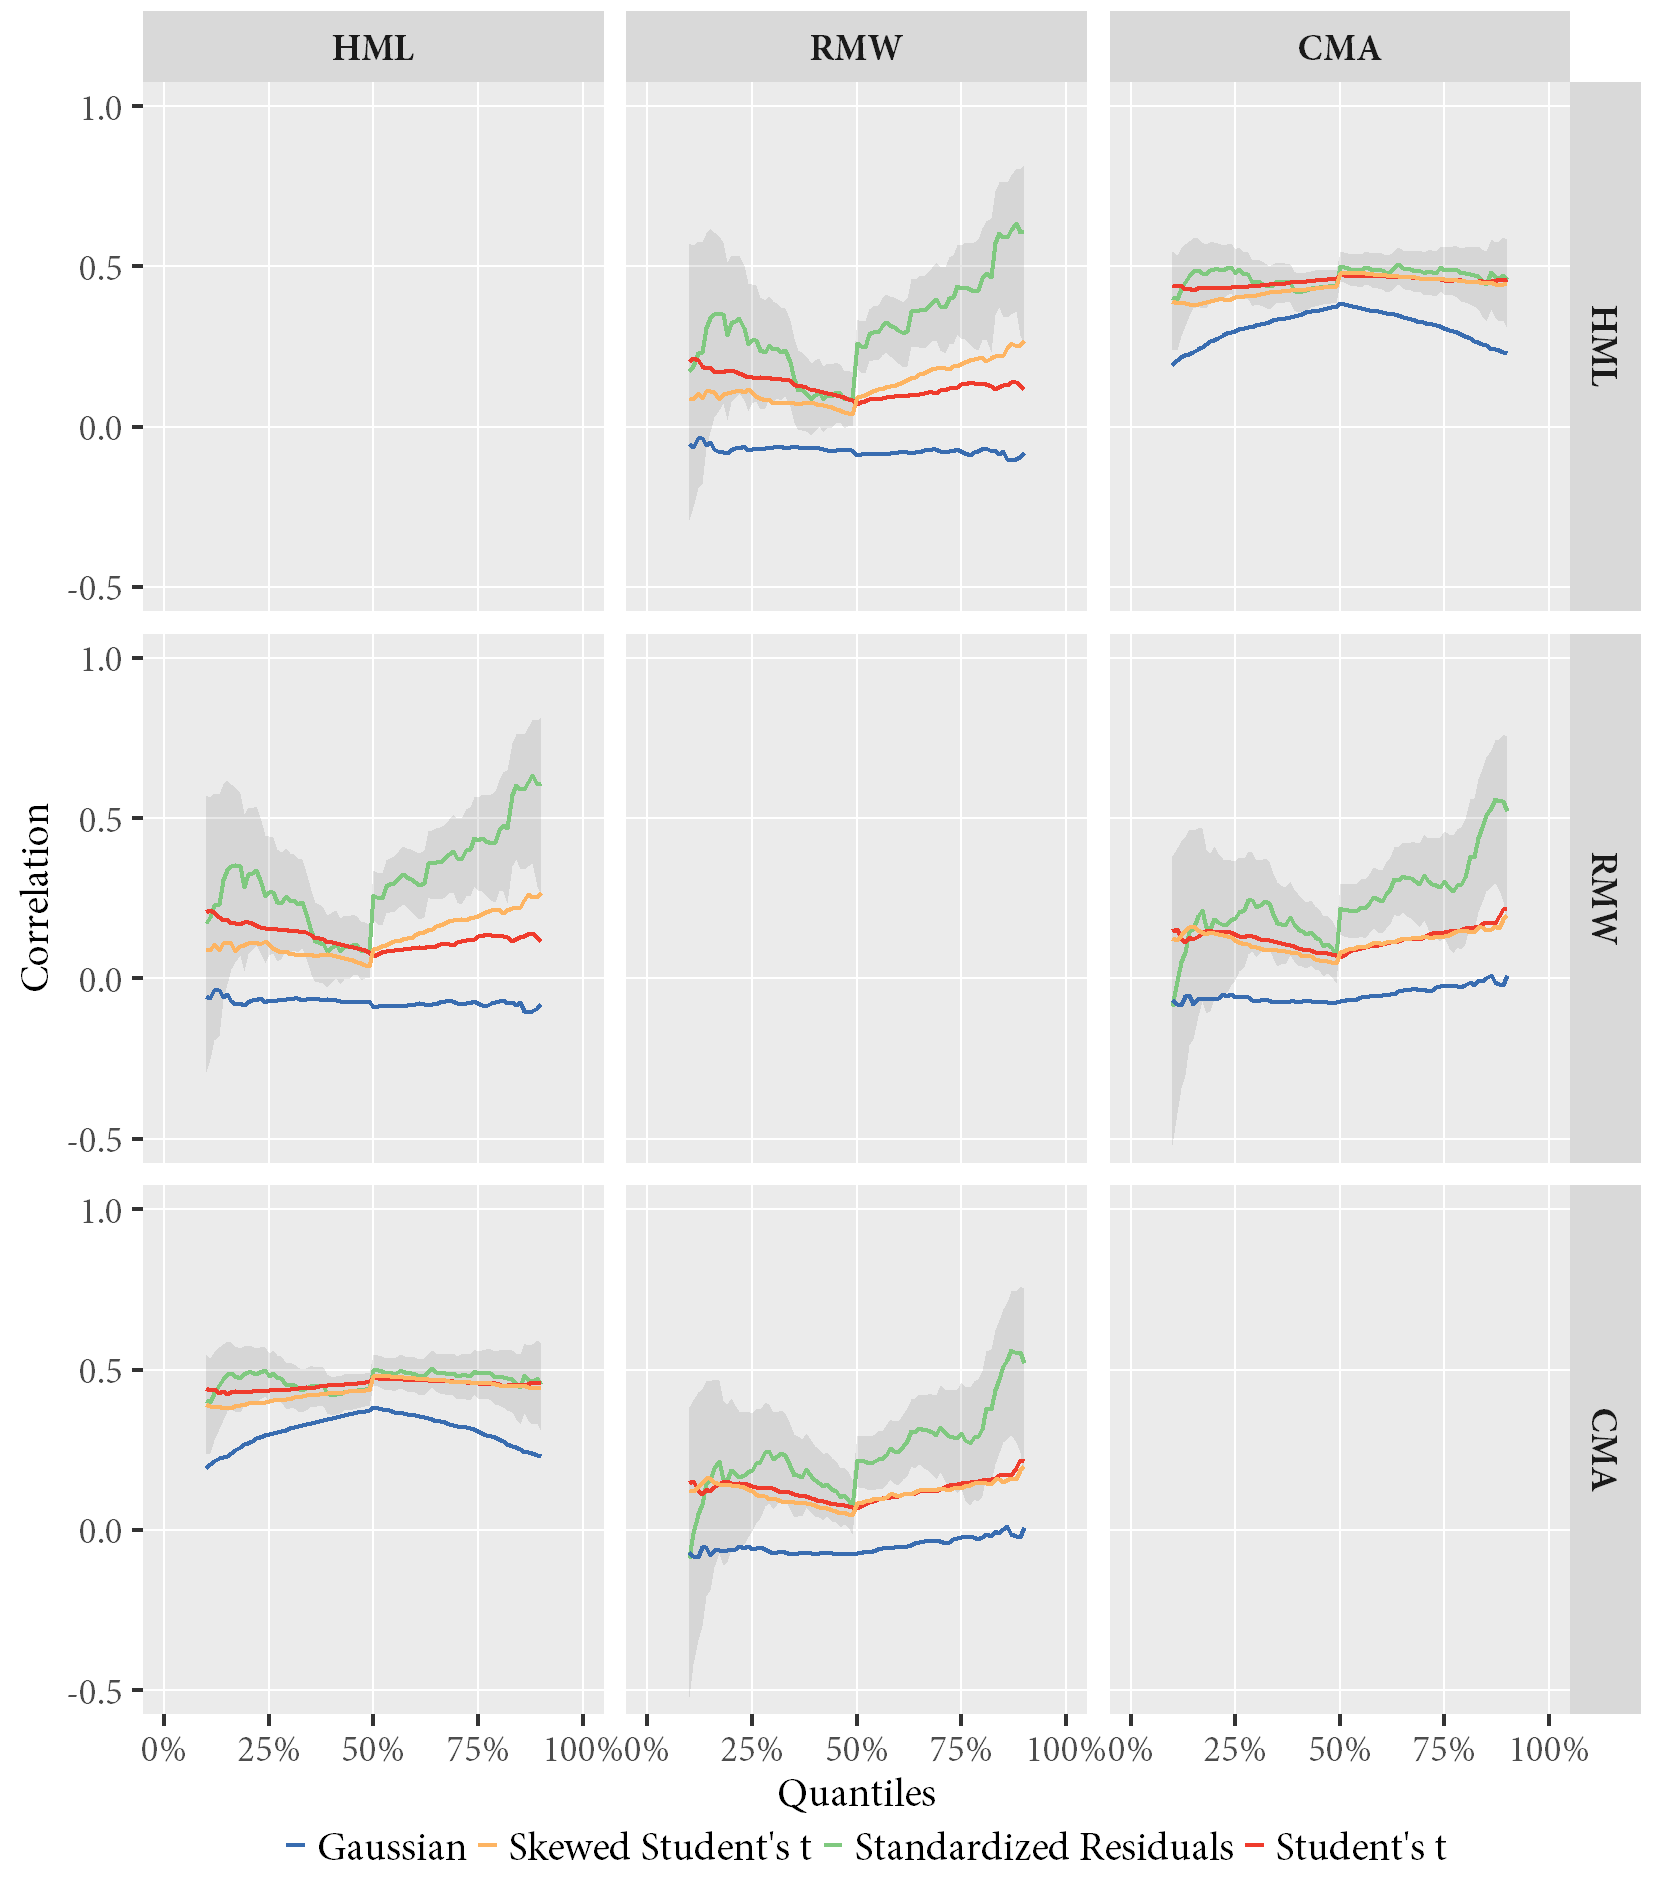 HML RMW CMA
1.0
0.5
0.0
-0.5
HML
1.0
0.5
0.0
-0.5
RMW
Correlation
1.0
0.5
0.0
-0.5
CMA
0% 25% 50% 75% 100% 0% 25% 50% 75% 100% 0% 25% 50% 75% 100%
Quantiles
Gaussian Skewed Student's t Standardized Residuals Student's t